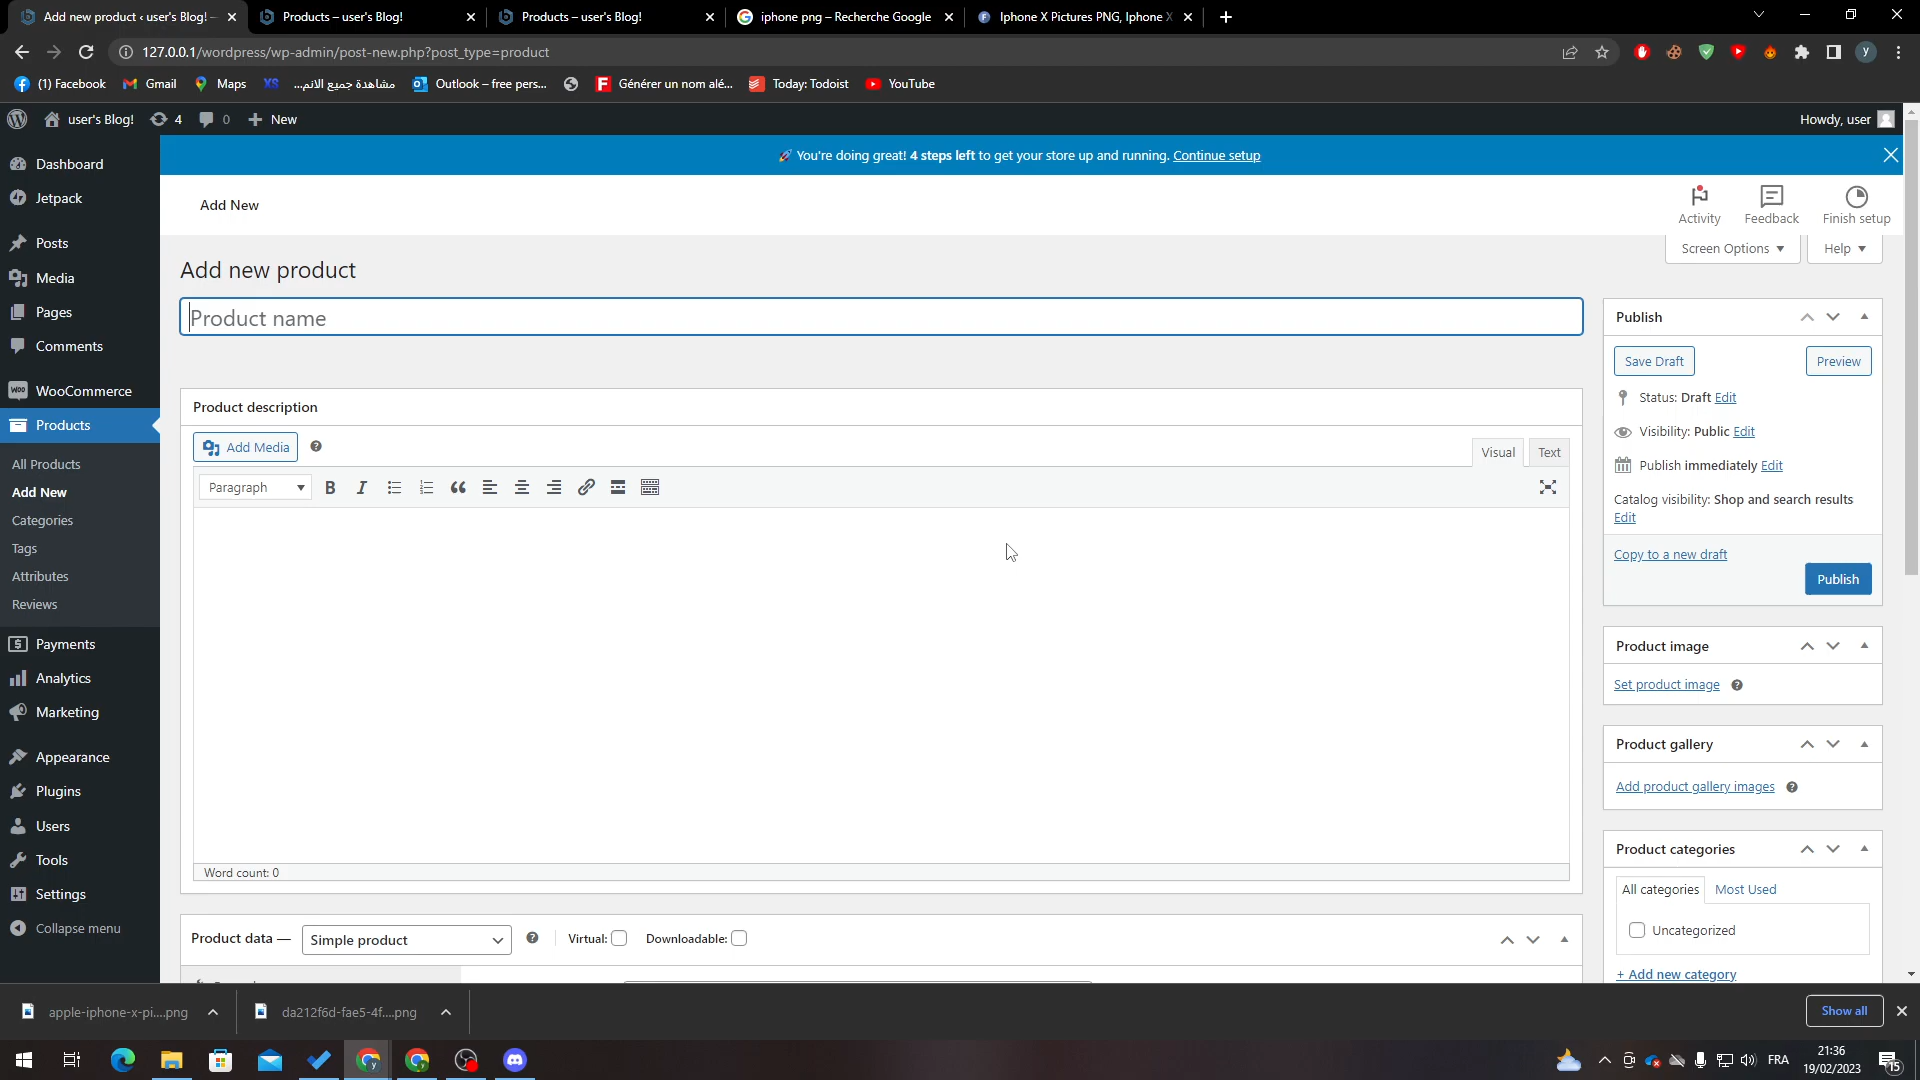 Add new product ‹ user's Blog! –
Products – user's Blog!
Products – user's Blog!
iphone png – Recherche Google
Iphone X Pictures PNG, Iphone X
127.0.0.1/wordpress/wp-admin/post-new.php?post_type=product
(1) Facebook
Gmail
Maps
XS
مشاهدة جميع الانم...
Outlook – free pers...
Générer un nom alé...
Today: Todoist
YouTube
user's Blog!
4
0
New
Howdy, user
You're doing great! 4 steps left to get your store up and running. Continue setup
Dashboard
Jetpack
Posts
Media
Pages
Comments
WooCommerce
Products
All Products
Add New
Categories
Tags
Attributes
Reviews
Payments
Analytics
Marketing
Appearance
Plugins
Users
Tools
Settings
Collapse menu
Add New
Activity
Feedback
Finish setup
Screen Options
Help
Add new product
Product name
Product description
Add Media
Visual
Text
Paragraph
Word count: 0
Product data —
Simple product
Virtual:
Downloadable:
Publish
Save Draft
Preview
Status: Draft Edit
Visibility: Public Edit
Publish immediately Edit
Catalog visibility: Shop and search results
Edit
Copy to a new draft
Publish
Product image
Set product image
Product gallery
Add product gallery images
Product categories
All categories
Most Used
Uncategorized
+ Add new category
apple-iphone-x-pi....png
da212f6d-fae5-4f....png
Show all
FRA
21:36
19/02/2023
15